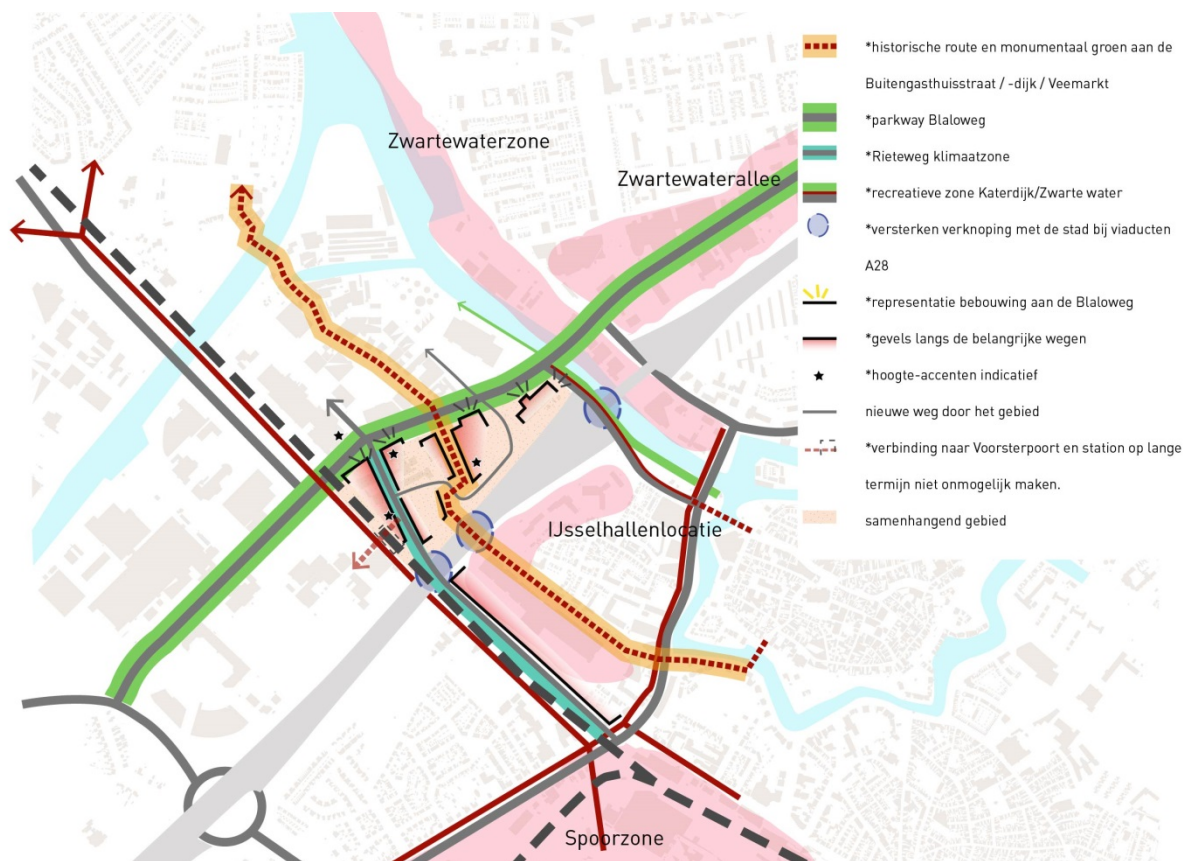 Zwartewaterzone
Zwartewaterallee
IJsselhallenlocatie
Spoorzone
*historische route en monumentaal groen aan de
Buitengasthuisstraat / -dijk / Veemarkt
*parkway Blaloweg
*Rieteweg klimaatzone
*recreatieve zone Katerdijk/Zwarte water
*versterken verknoping met de stad bij viaducten
A28
*representatie bebouwing aan de Blaloweg
*gevels langs de belangrijke wegen
*hoogte-accenten indicatief
nieuwe weg door het gebied
*verbinding naar Voorsterpoort en station op lange
termijn niet onmogelijk maken.
samenhangend gebied